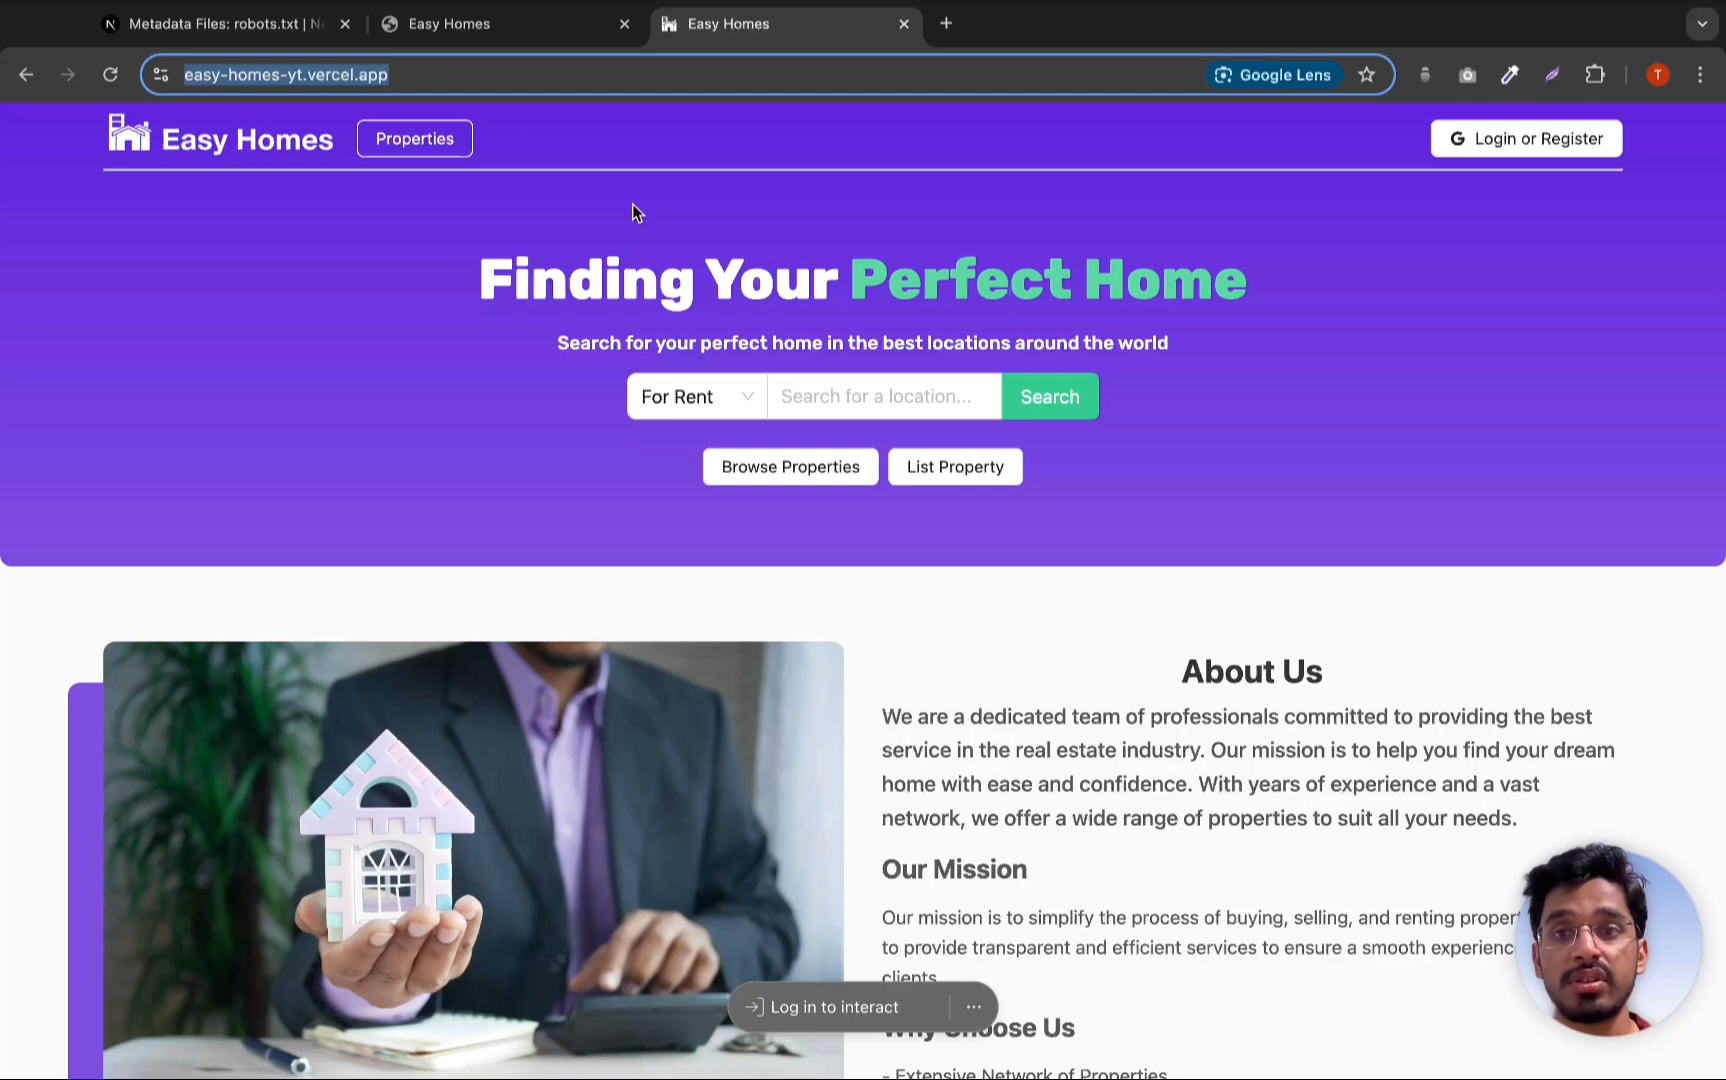 Metadata Files: robots.txt | Ne
Easy Homes
Easy Homes
easy-homes-yt.vercel.app
Google Lens
T
Easy Homes
Properties
G Login or Register
Finding Your Perfect Home
Search for your perfect home in the best locations around the world
For Rent
Search for a location...
Search
Browse Properties
List Property
About Us
We are a dedicated team of professionals committed to providing the best
service in the real estate industry. Our mission is to help you find your dream
home with ease and confidence. With years of experience and a vast
network, we offer a wide range of properties to suit all your needs.
Our Mission
Our mission is to simplify the process of buying, selling, and renting proper
to provide transparent and efficient services to ensure a smooth experienc
clients
Log in to interact
Why Choose Us
- Extensive Network of Properties